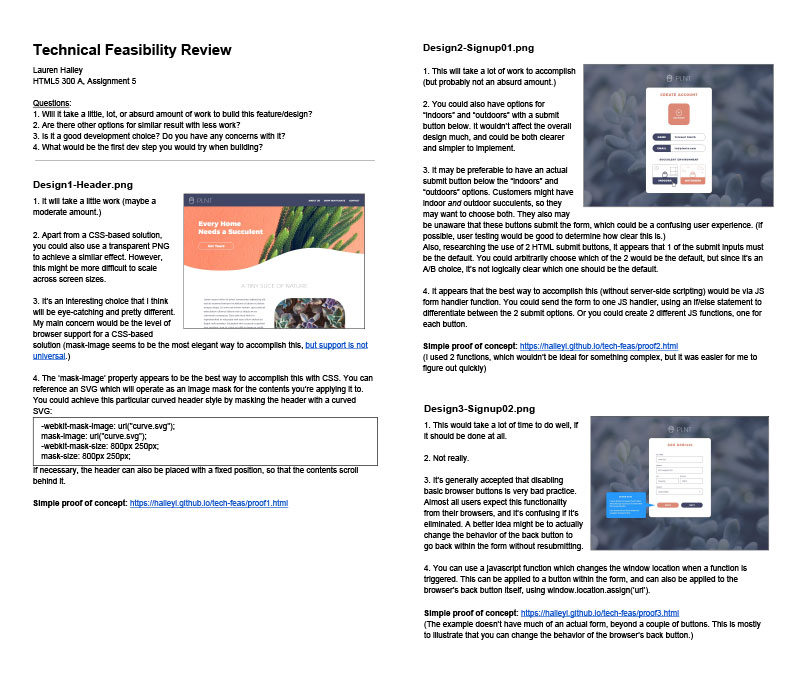 Technical Feasibility Review
Lauren Hailey
HTML5 300 A, Assignment 5
Questions:
1. Will it take a little, lot, or absurd amount of work to build this feature/design?
2. Are there other options for similar result with less work?
3. Is it a good development choice? Do you have any concerns with it?
4. What would be the first dev step you would try when building?
Design1-Header.png
1. It will take a little work (maybe a
moderate amount.)
2. Apart from a CSS-based solution,
you could also use a transparent PNG
to achieve a similar effect. However,
this might be more difficult to scale
across screen sizes.
3. It's an interesting choice that I think
will be eye-catching and pretty different.
My main concern would be the level of
browser support for a CSS-based
solution (mask-image seems to be the most elegant way to accomplish this, but support is not
universal.)
PLNT
Every Home
Needs a Succulent
A TINY SLICE OF NATURE
4. The 'mask-image' property appears to be the best way to accomplish this with CSS. You can
reference an SVG which will operate as an image mask for the contents you're applying it to.
You could achieve this particular curved header style by masking the header with a curved
SVG:
-webkit-mask-image: url("curve.svg");
mask-image: url("curve.svg");
-webkit-mask-size: 800px 250px;
mask-size: 800px 250px;
If necessary, the header can also be placed with a fixed position, so that the contents scroll
behind it.
Simple proof of concept: https://halleyl.github.io/tech-feas/proof1.html
Design2-Signup01.png
1. This will take a lot of work to accomplish
(but probably not an absurd amount.)
2. You could also have options for
"indoors" and "outdoors" with a submit
button below. It wouldn't affect the overall
design much, and could be both clearer
and simpler to implement.
3. It may be preferable to have an actual
submit button below the "indoors" and
"outdoors" options. Customers might have
indoor and outdoor succulents, so they
may want to choose both. They also may
be unaware that these buttons submit the form, which could be a confusing user experience. (If
possible, user testing would be good to determine how clear this is.)
Also, researching the use of 2 HTML submit buttons, it appears that 1 of the submit inputs must
be the default. You could arbitrarily choose which of the 2 would be the default, but since it's an
A/B choice, it's not logically clear which one should be the default.
PLNT
CREATE ACCOUNT
NAME
EMAIL
SUCCULENT ENVIRONMENT
INDOORS
OUTDOORS
4. It appears that the best way to accomplish this (without server-side scripting) would be via JS
form handler function. You could send the form to one JS handler, using an if/else statement to
differentiate between the 2 submit options. Or you could create 2 different JS functions, one for
each button.
Simple proof of concept: https://halleyl.github.io/tech-feas/proof2.html
(I used 2 functions, which wouldn't be ideal for something complex, but it was easier for me to
figure out quickly)
Design3-Signup02.png
1. This would take a lot of time to do well, if
it should be done at all.
2. Not really.
3. It's generally accepted that disabling
basic browser buttons is very bad practice.
Almost all users expect this functionality
from their browsers, and it's confusing if it's
eliminated. A better idea might be to actually
change the behavior of the back button to
go back within the form without resubmitting.
PLNT
ADD ADDRESS
4. You can use a javascript function which changes the window location when a function is
triggered. This can be applied to a button within the form, and can also be applied to the
browser's back button itself, using window.location.assign('url').
Simple proof of concept: https://halleyl.github.io/tech-feas/proof3.html
(The example doesn't have much of an actual form, beyond a couple of buttons. This is mostly
to illustrate that you can change the behavior of the browser's back button.)